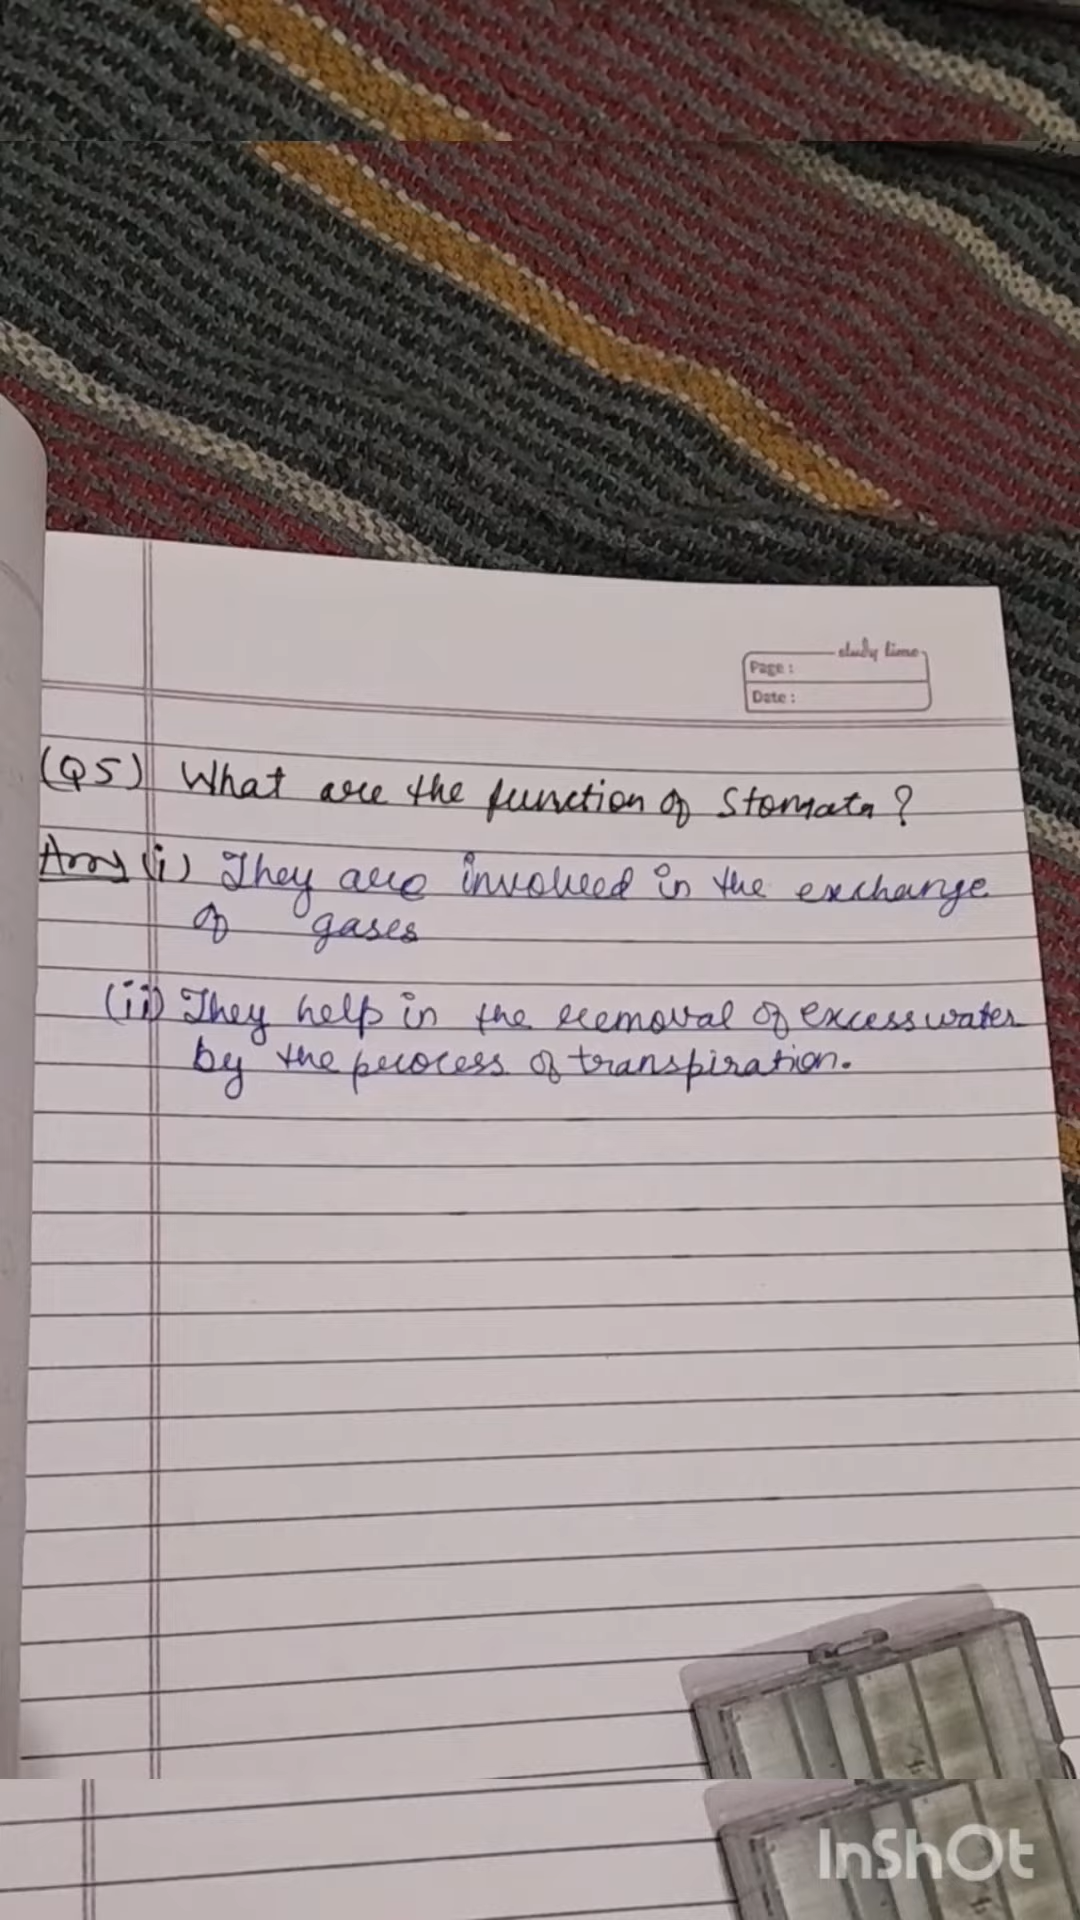 study time
Page :
Date :
(Q5) What are the function of Stomata?
Ans (i) They are involved in the exchange
of gases
(ii) They help in the removal of excess water
by the process of transpiration.
InShOt